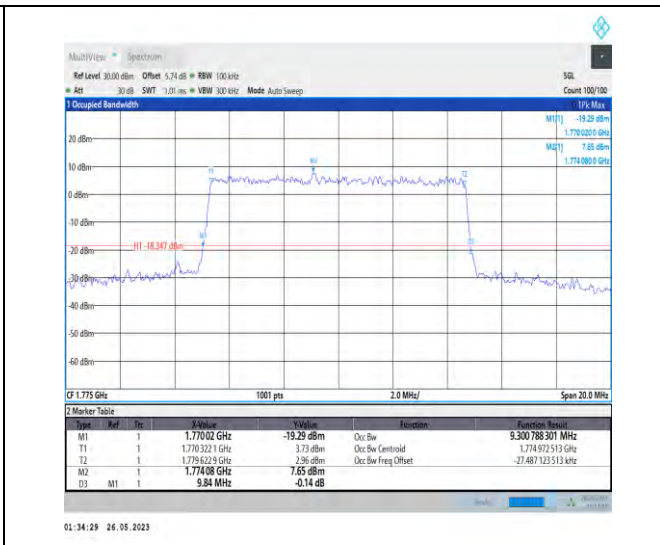 MultiView Spectrum
Ref Level 30.00 dBm Offset 5.74 dB RBW 100 kHz SGL
Att 30 dB SWT 1.01 ms VBW 300 kHz Mode Auto Sweep Count 100/100
1 Occupied Bandwidth 1Pk Max
M1[1] -19.29 dBm
1.7700200 GHz
M2[1] 7.65 dBm
1.7740800 GHz
20 dBm
10 dBm
M2
T1
T2
0 dBm
-10 dBm
M1
D3
H1 -18.347 dBm
-20 dBm
-30 dBm
-40 dBm
-50 dBm
-60 dBm
CF 1.775 GHz 1001 pts 2.0 MHz/ Span 20.0 MHz
2 Marker Table
Type Ref Trc X-Value Y-Value Function Function Result
M1 1 1.77002 GHz -19.29 dBm Occ Bw 9.300 788 301 MHz
T1 1 1.770 322 1 GHz 3.73 dBm Occ Bw Centroid 1.774 972 513 GHz
T2 1 1.779 622 9 GHz 2.96 dBm Occ Bw Freq Offset -27.487 123 513 kHz
M2 1 1.774 08 GHz 7.65 dBm
D3 M1 1 9.84 MHz -0.14 dB
01:34:29 26.05.2023